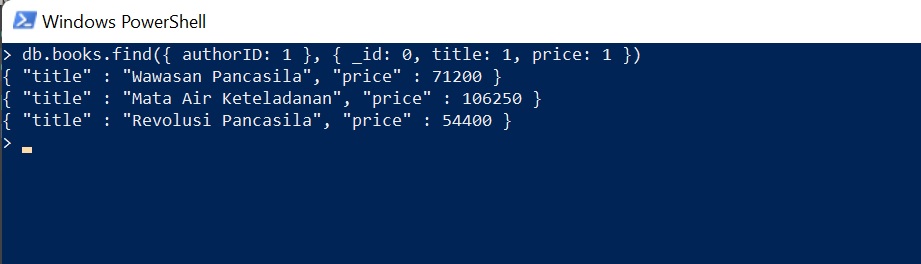 Windows PowerShell
> db.books.find({ authorID: 1 }, { _id: 0, title: 1, price: 1 })
{ "title" : "Wawasan Pancasila", "price" : 71200 }
{ "title" : "Mata Air Keteladanan", "price" : 106250 }
{ "title" : "Revolusi Pancasila", "price" : 54400 }
>